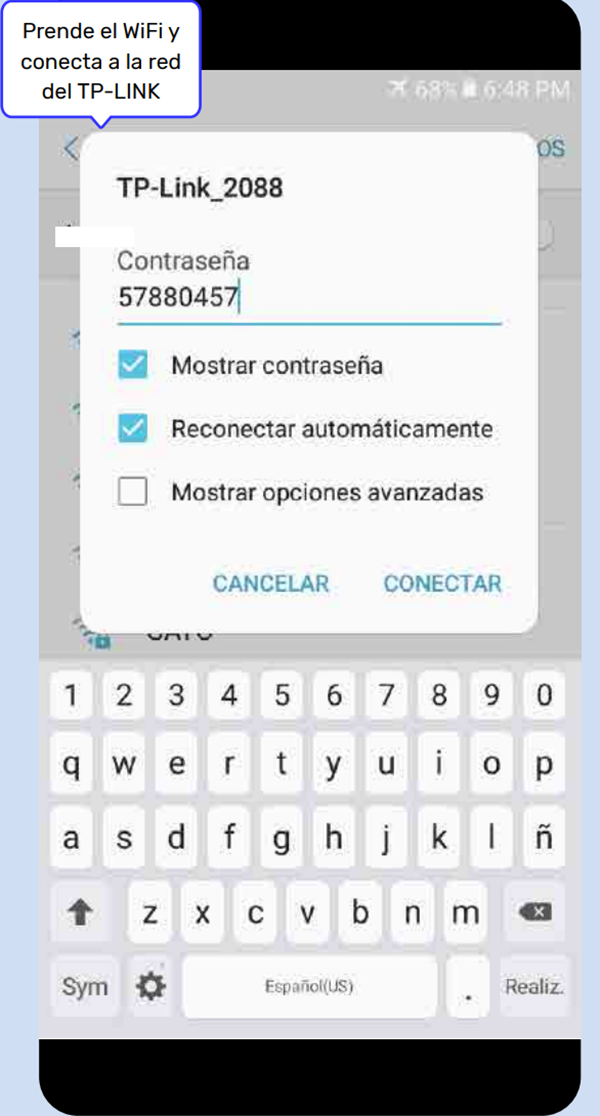 Prende el WiFi y
conecta a la red
del TP-LINK
68% 6:48 PM
OS
TP-Link_2088
Contraseña
57880457
Mostrar contraseña
Reconectar automáticamente
Mostrar opciones avanzadas
CANCELAR CONECTAR
1 2 3 4 5 6 7 8 9 0
q w e r t y u i o p
a s d f g h j k l ñ
z x c v b n m
Sym Español(US) . Realiz.